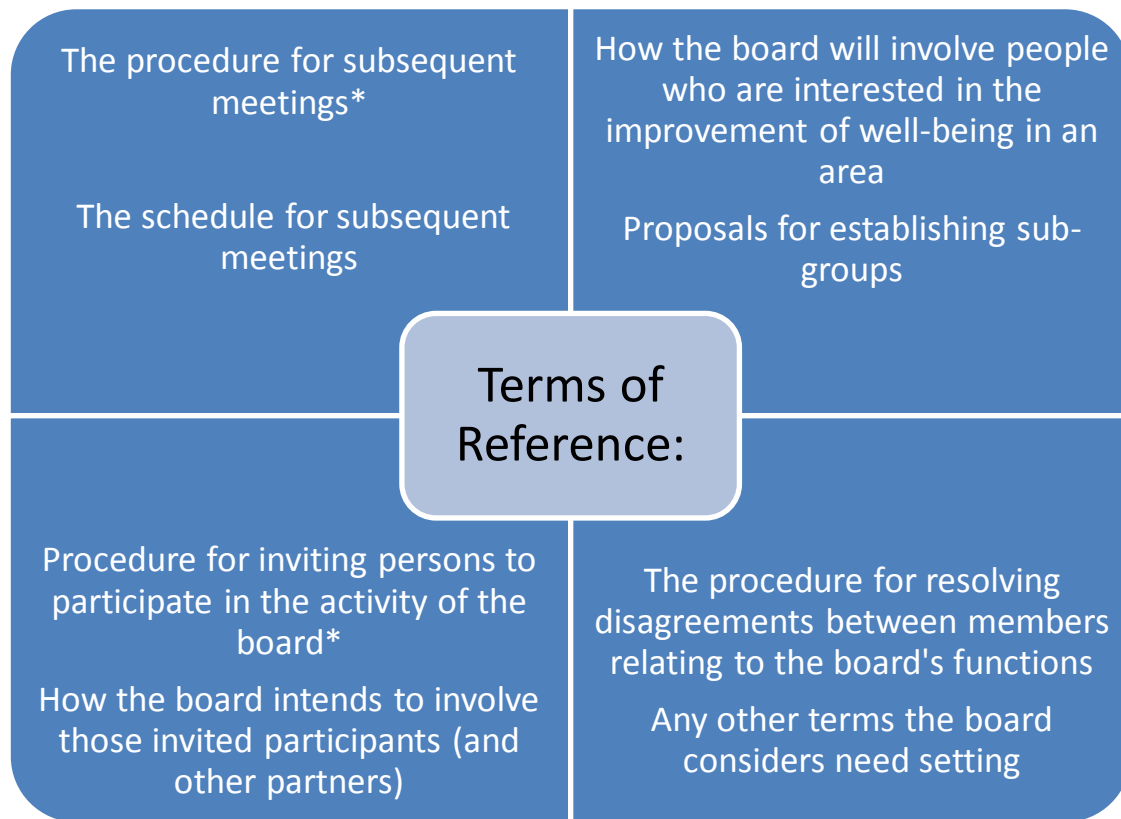 The procedure for subsequent
meetings*
The schedule for subsequent
meetings
How the board will involve people
who are interested in the
improvement of well-being in an
area
Proposals for establishing sub-
groups
Terms of
Reference:
Procedure for inviting persons to
participate in the activity of the
board*
How the board intends to involve
those invited participants (and
other partners)
The procedure for resolving
disagreements between members
relating to the board's functions
Any other terms the board
considers need setting